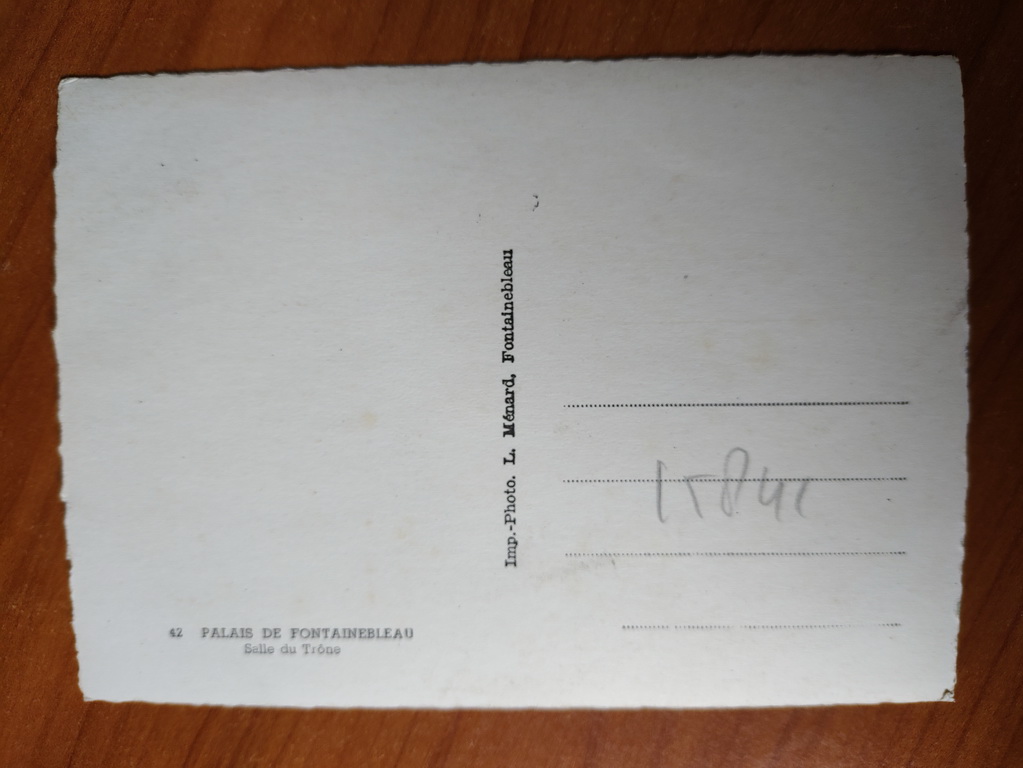 42 PALAIS DE FONTAINEBLEAU
Salle du Trône
Imp.-Photo. L. Ménard, Fontainebleau